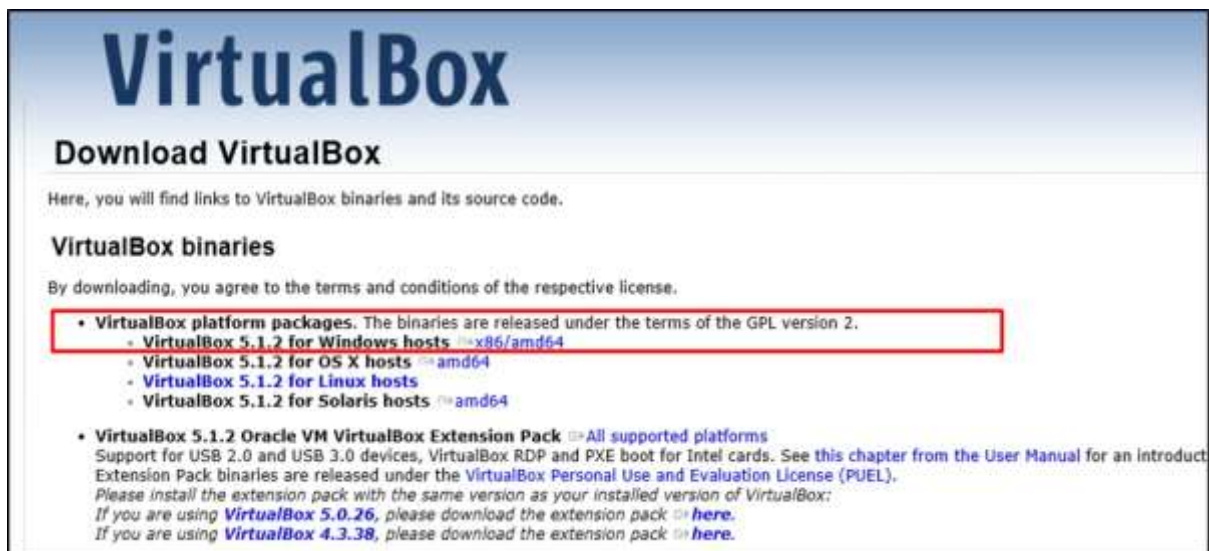 VirtualBox
Download VirtualBox
Here, you will find links to VirtualBox binaries and its source code.
VirtualBox binaries
By downloading, you agree to the terms and conditions of the respective license.
• VirtualBox platform packages. The binaries are released under the terms of the GPL version 2.
• VirtualBox 5.1.2 for Windows hosts x86/amd64
• VirtualBox 5.1.2 for OS X hosts amd64
• VirtualBox 5.1.2 for Linux hosts
• VirtualBox 5.1.2 for Solaris hosts amd64
• VirtualBox 5.1.2 Oracle VM VirtualBox Extension Pack All supported platforms
Support for USB 2.0 and USB 3.0 devices, VirtualBox RDP and PXE boot for Intel cards. See this chapter from the User Manual for an introduct
Extension Pack binaries are released under the VirtualBox Personal Use and Evaluation License (PUEL).
Please install the extension pack with the same version as your installed version of VirtualBox:
If you are using VirtualBox 5.0.26, please download the extension pack here.
If you are using VirtualBox 4.3.38, please download the extension pack here.